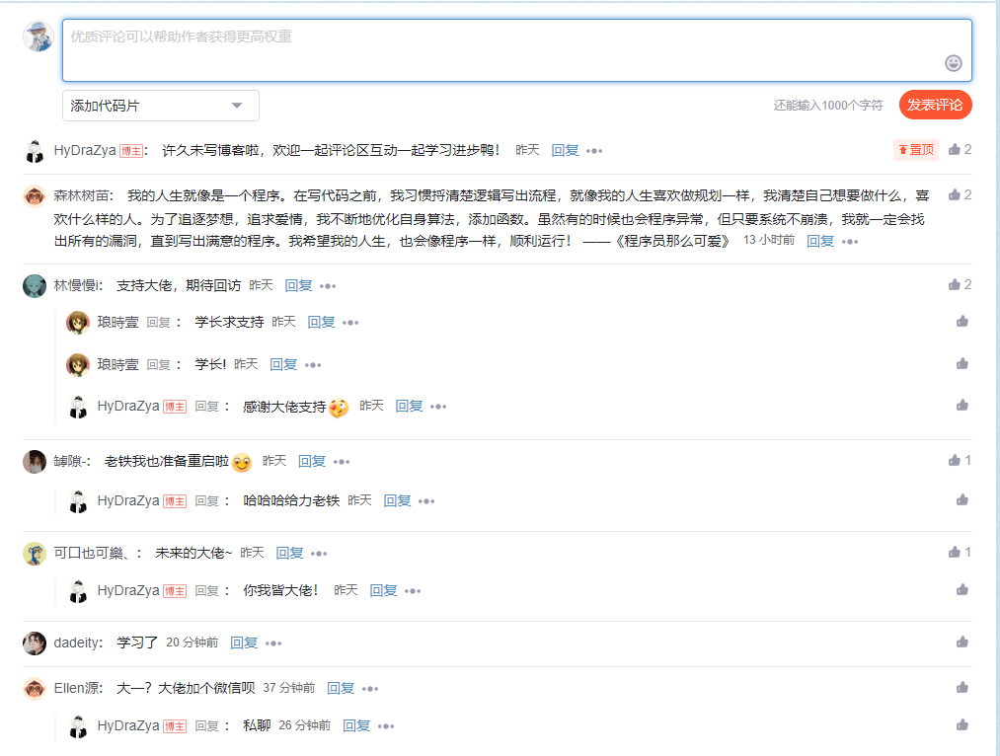 优质评论可以帮助作者获得更高权重
添加代码片
还能输入1000个字符 发表评论
HyDraZya 博主： 许久未写博客啦，欢迎一起评论区互动一起学习进步鸭！ 昨天 回复 置顶 2
森林树苗： 我的人生就像是一个程序。在写代码之前，我习惯捋清楚逻辑写出流程，就像我的人生喜欢做规划一样，我清楚自己想要做什么，喜 2
欢什么样的人。为了追逐梦想，追求爱情，我不断地优化自身算法，添加函数。虽然有的时候也会程序异常，但只要系统不崩溃，我就一定会找
出所有的漏洞，直到写出满意的程序。我希望我的人生，也会像程序一样，顺利运行！ ——《程序员那么可爱》 13 小时前 回复
林慢慢i： 支持大佬，期待回访 昨天 回复 2
琅時壹 回复 ： 学长求支持 昨天 回复
琅時壹 回复 ： 学长! 昨天 回复
HyDraZya 博主 回复 ： 感谢大佬支持 昨天 回复
罅隙-： 老铁我也准备重启啦 昨天 回复 1
HyDraZya 博主 回复 ： 哈哈哈给力老铁 昨天 回复
可口也可樂、： 未来的大佬~ 昨天 回复 1
HyDraZya 博主 回复 ： 你我皆大佬！ 昨天 回复
dadeity: 学习了 20 分钟前 回复
Ellen源: 大一？大佬加个微信呗 37 分钟前 回复
HyDraZya 博主 回复 ： 私聊 26 分钟前 回复